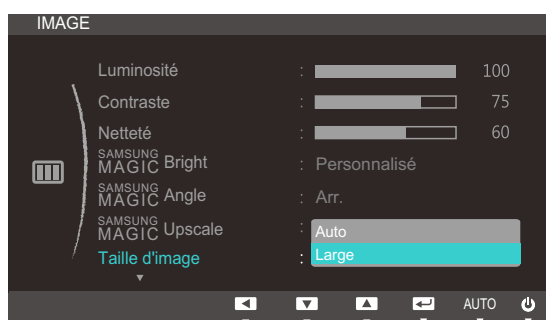 IMAGE
Luminosité : 100
Contraste : 75
Netteté : 60
SAMSUNG MAGIC Bright : Personnalisé
SAMSUNG MAGIC Angle : Arr.
SAMSUNG MAGIC Upscale :
Auto
Taille d'image : Large
AUTO